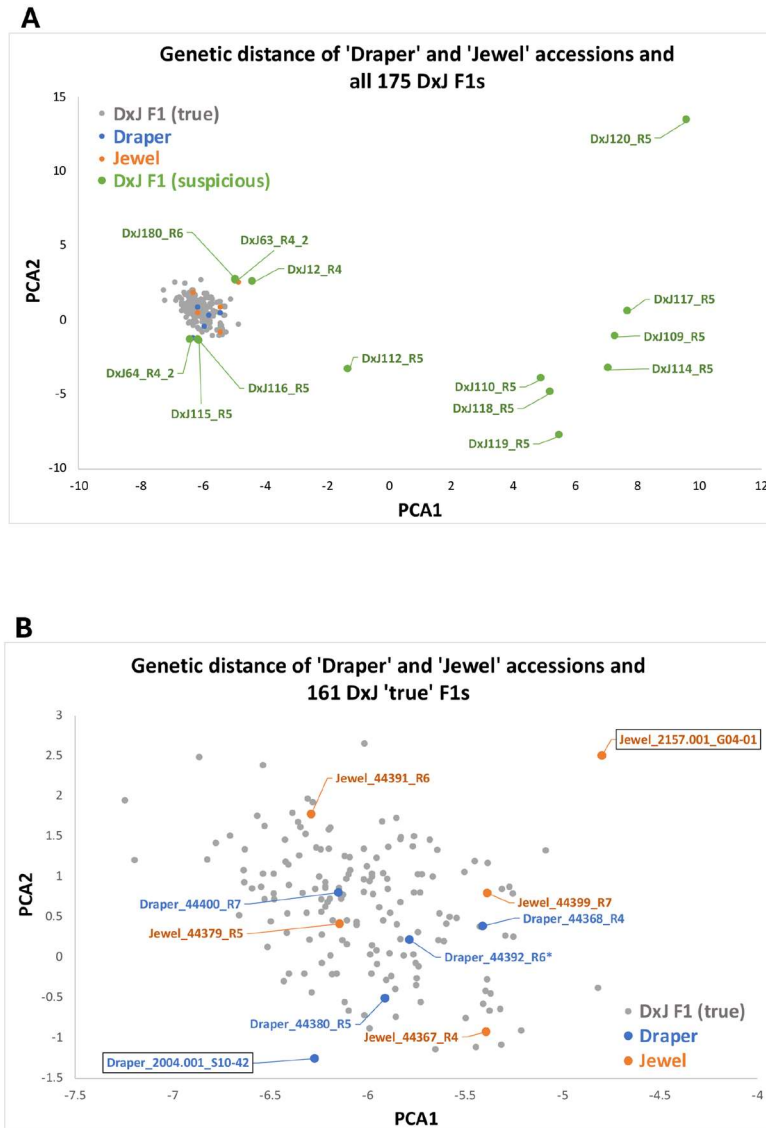 A
Genetic distance of 'Draper' and 'Jewel' accessions and
all 175 DxJ F1s
DxJ F1 (true)
Draper
Jewel
DxJ F1 (suspicious)
DxJ120_R5
DxJ180_R6
DxJ63_R4_2
DxJ12_R4
DxJ117_R5
DxJ109_R5
DxJ114_R5
DxJ112_R5
DxJ110_R5
DxJ118_R5
DxJ119_R5
DxJ64_R4_2
DxJ116_R5
DxJ115_R5
PCA2
15
10
5
0
-5
-10
-10 -8 -6 -4 -2 0 2 4 6 8 10 12
PCA1
B
Genetic distance of 'Draper' and 'Jewel' accessions and
161 DxJ 'true' F1s
Jewel_2157.001_G04-01
Jewel_44391_R6
Draper_44400_R7
Jewel_44399_R7
Draper_44368_R4
Jewel_44379_R5
Draper_44392_R6*
Draper_44380_R5
Jewel_44367_R4
Draper_2004.001_S10-42
DxJ F1 (true)
Draper
Jewel
PCA2
3
2.5
2
1.5
1
0.5
0
-0.5
-1
-1.5
-7.5 -7 -6.5 -6 -5.5 -5 -4.5 -4
PCA1